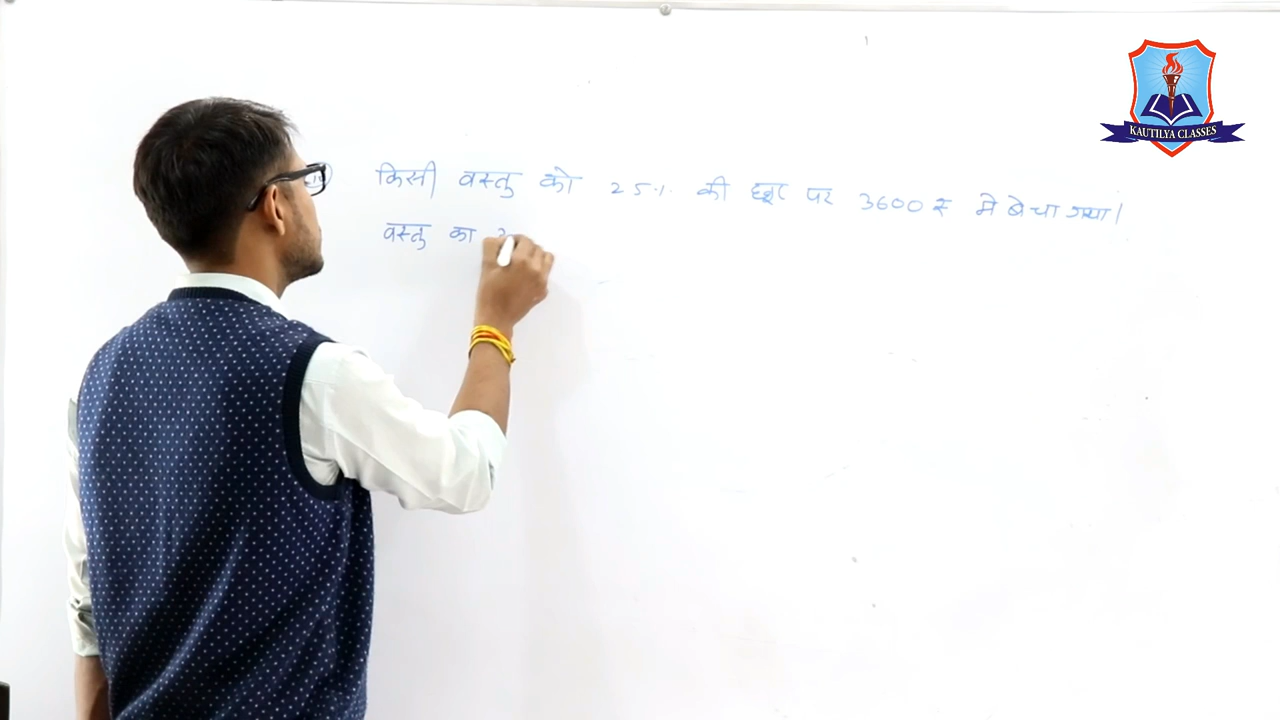 किसी वस्तु को 25% की छूट पर 3600 रु मे बेचा गया।
वस्तु का
KAUTILYA CLASSES